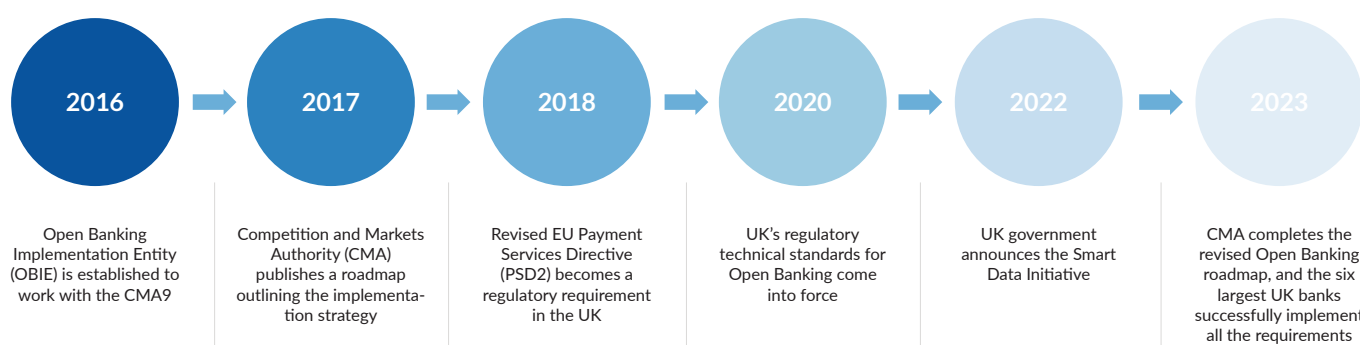 2016
2017
2018
2020
2022
2023
Open Banking
Implementation Entity
(OBIE) is established to
work with the CMA9
Competition and Markets
Authority (CMA)
publishes a roadmap
outlining the implementa-
tion strategy
Revised EU Payment
Services Directive
(PSD2) becomes a
regulatory requirement
in the UK
UK's regulatory
technical standards for
Open Banking come
into force
UK government
announces the Smart
Data Initiative
CMA completes the
revised Open Banking
roadmap, and the six
largest UK banks
successfully implement
all the requirements